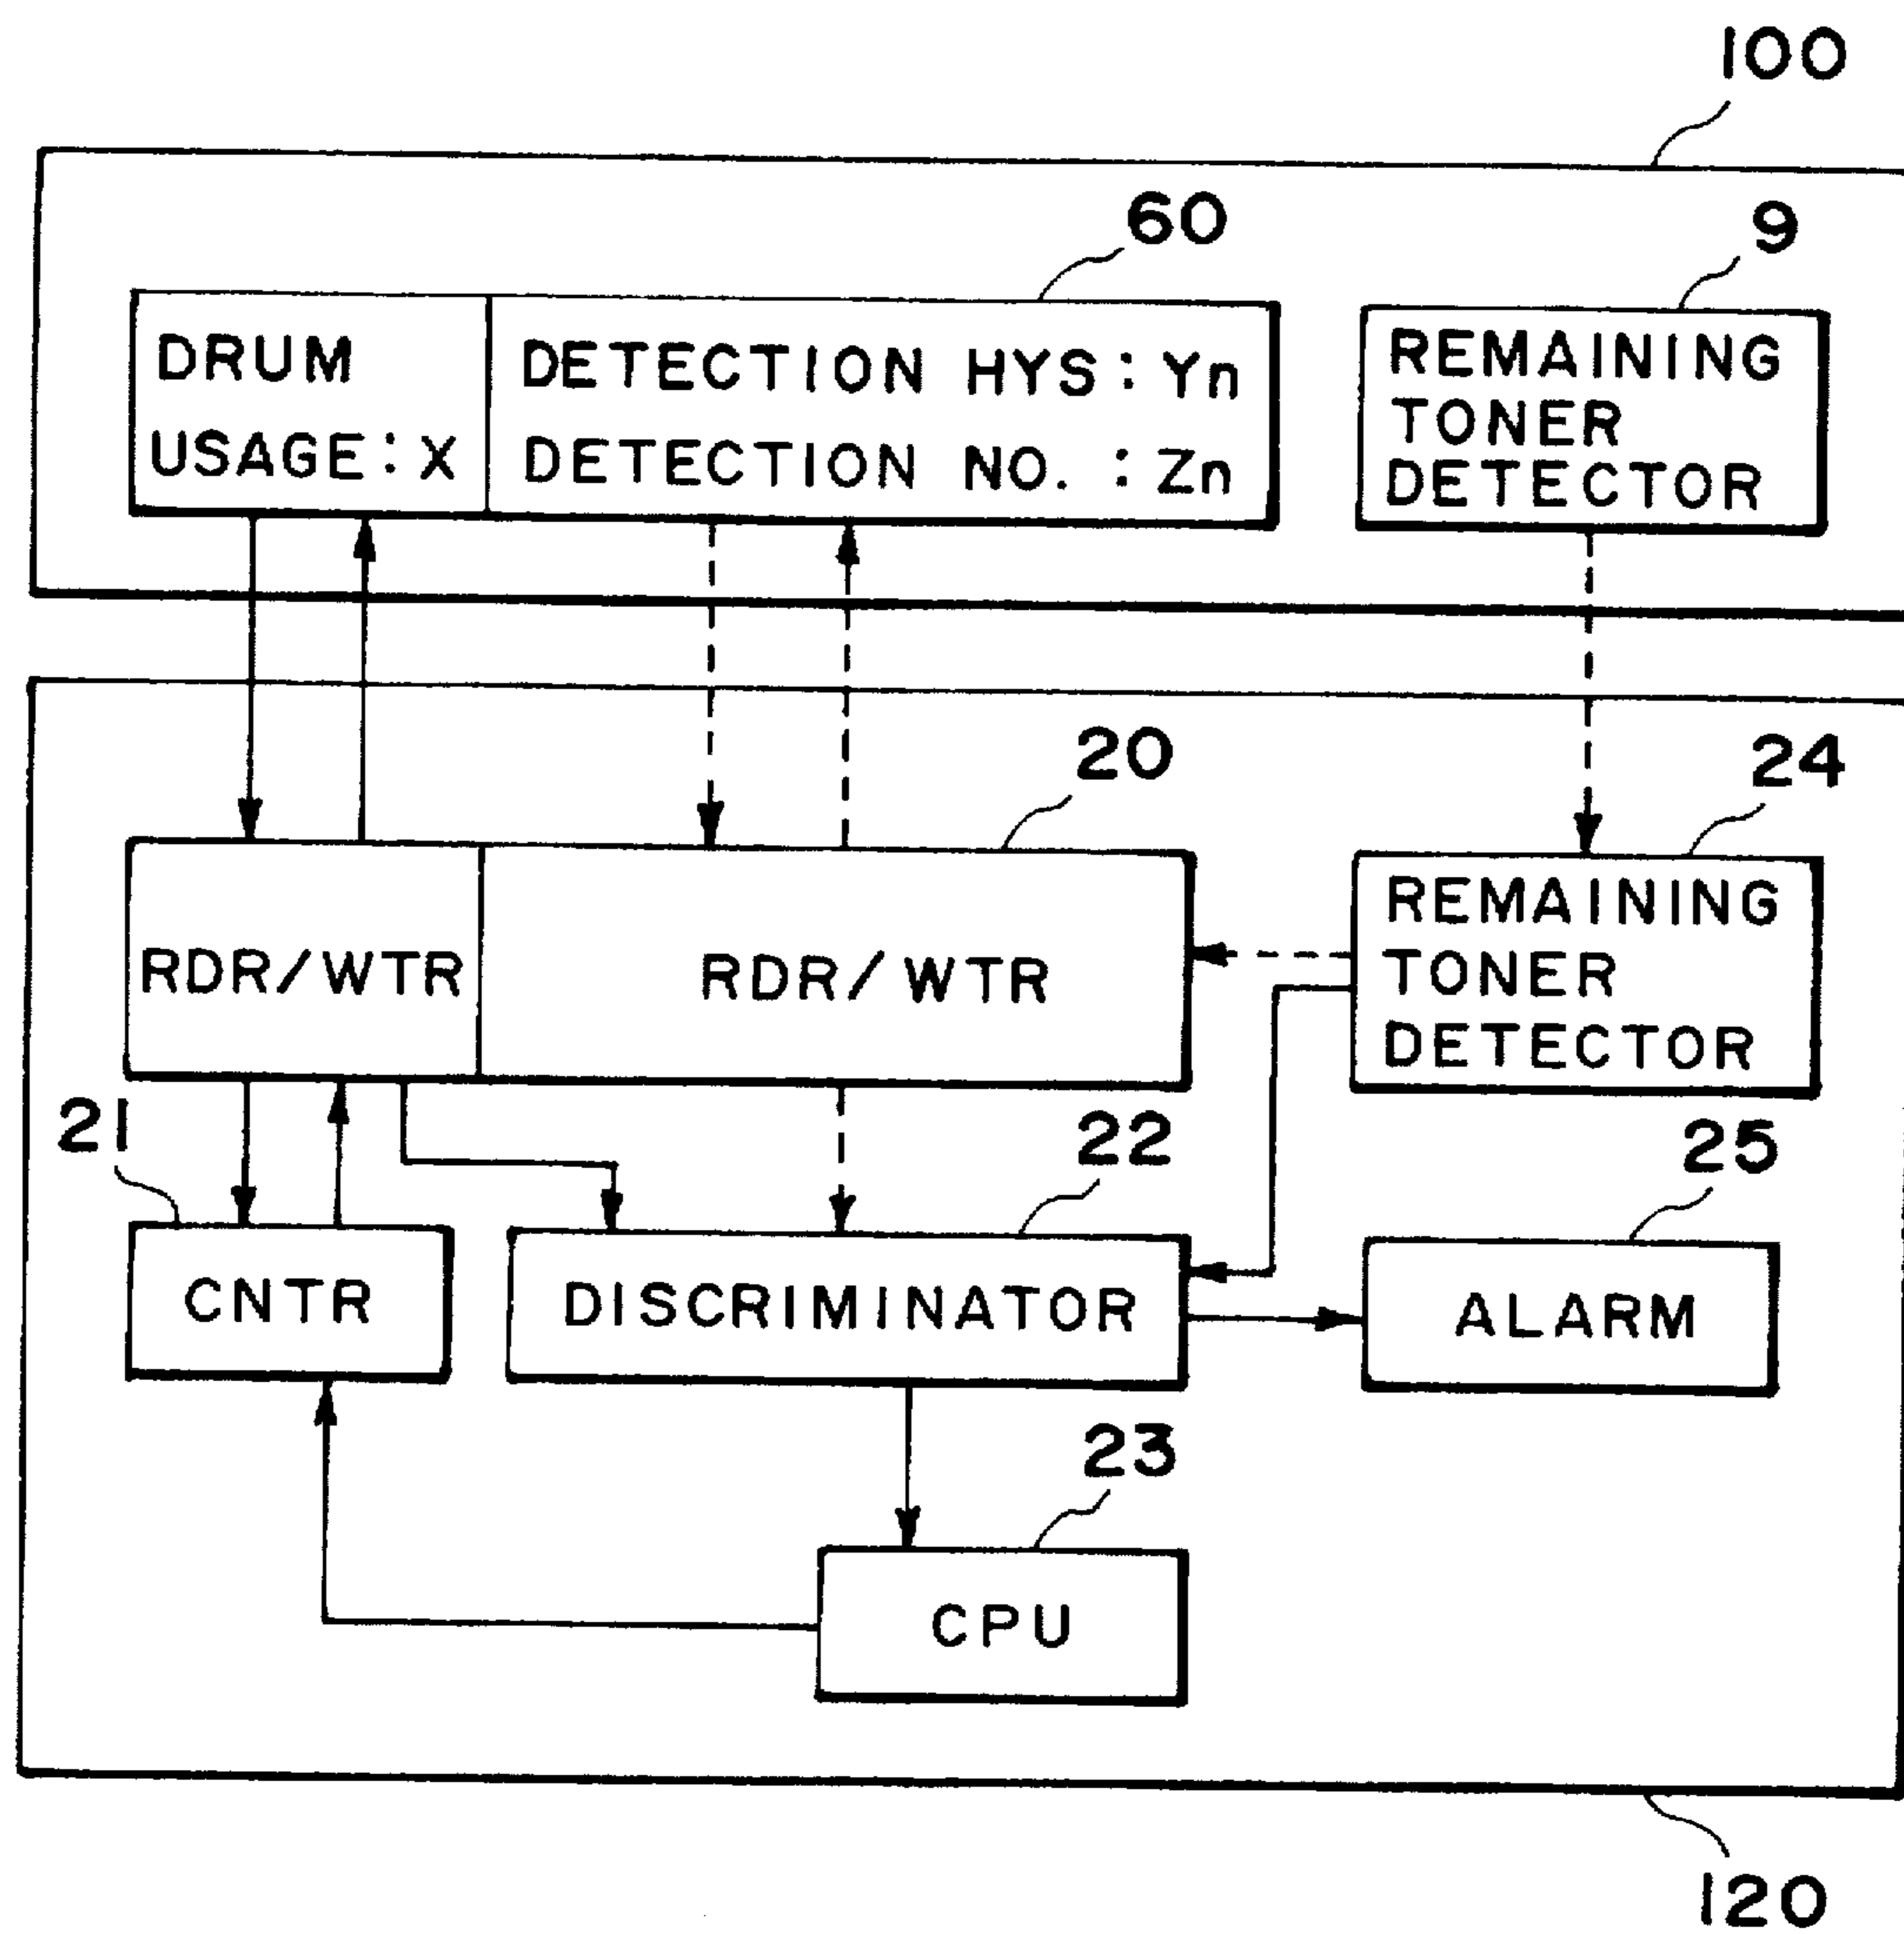 100
60
9
DRUM
USAGE: X
DETECTION HYS: Yn
DETECTION NO. : Zn
REMAINING
TONER
DETECTOR
20
24
RDR/WTR
RDR/WTR
REMAINING
TONER
DETECTOR
21
22
25
CNTR
DISCRIMINATOR
ALARM
23
CPU
120